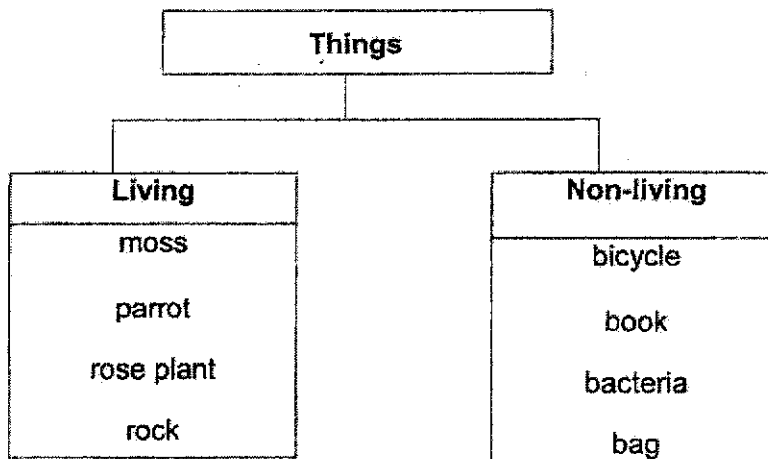 Things
Living
moss
parrot
rose plant
rock
Non-living
bicycle
book
bacteria
bag